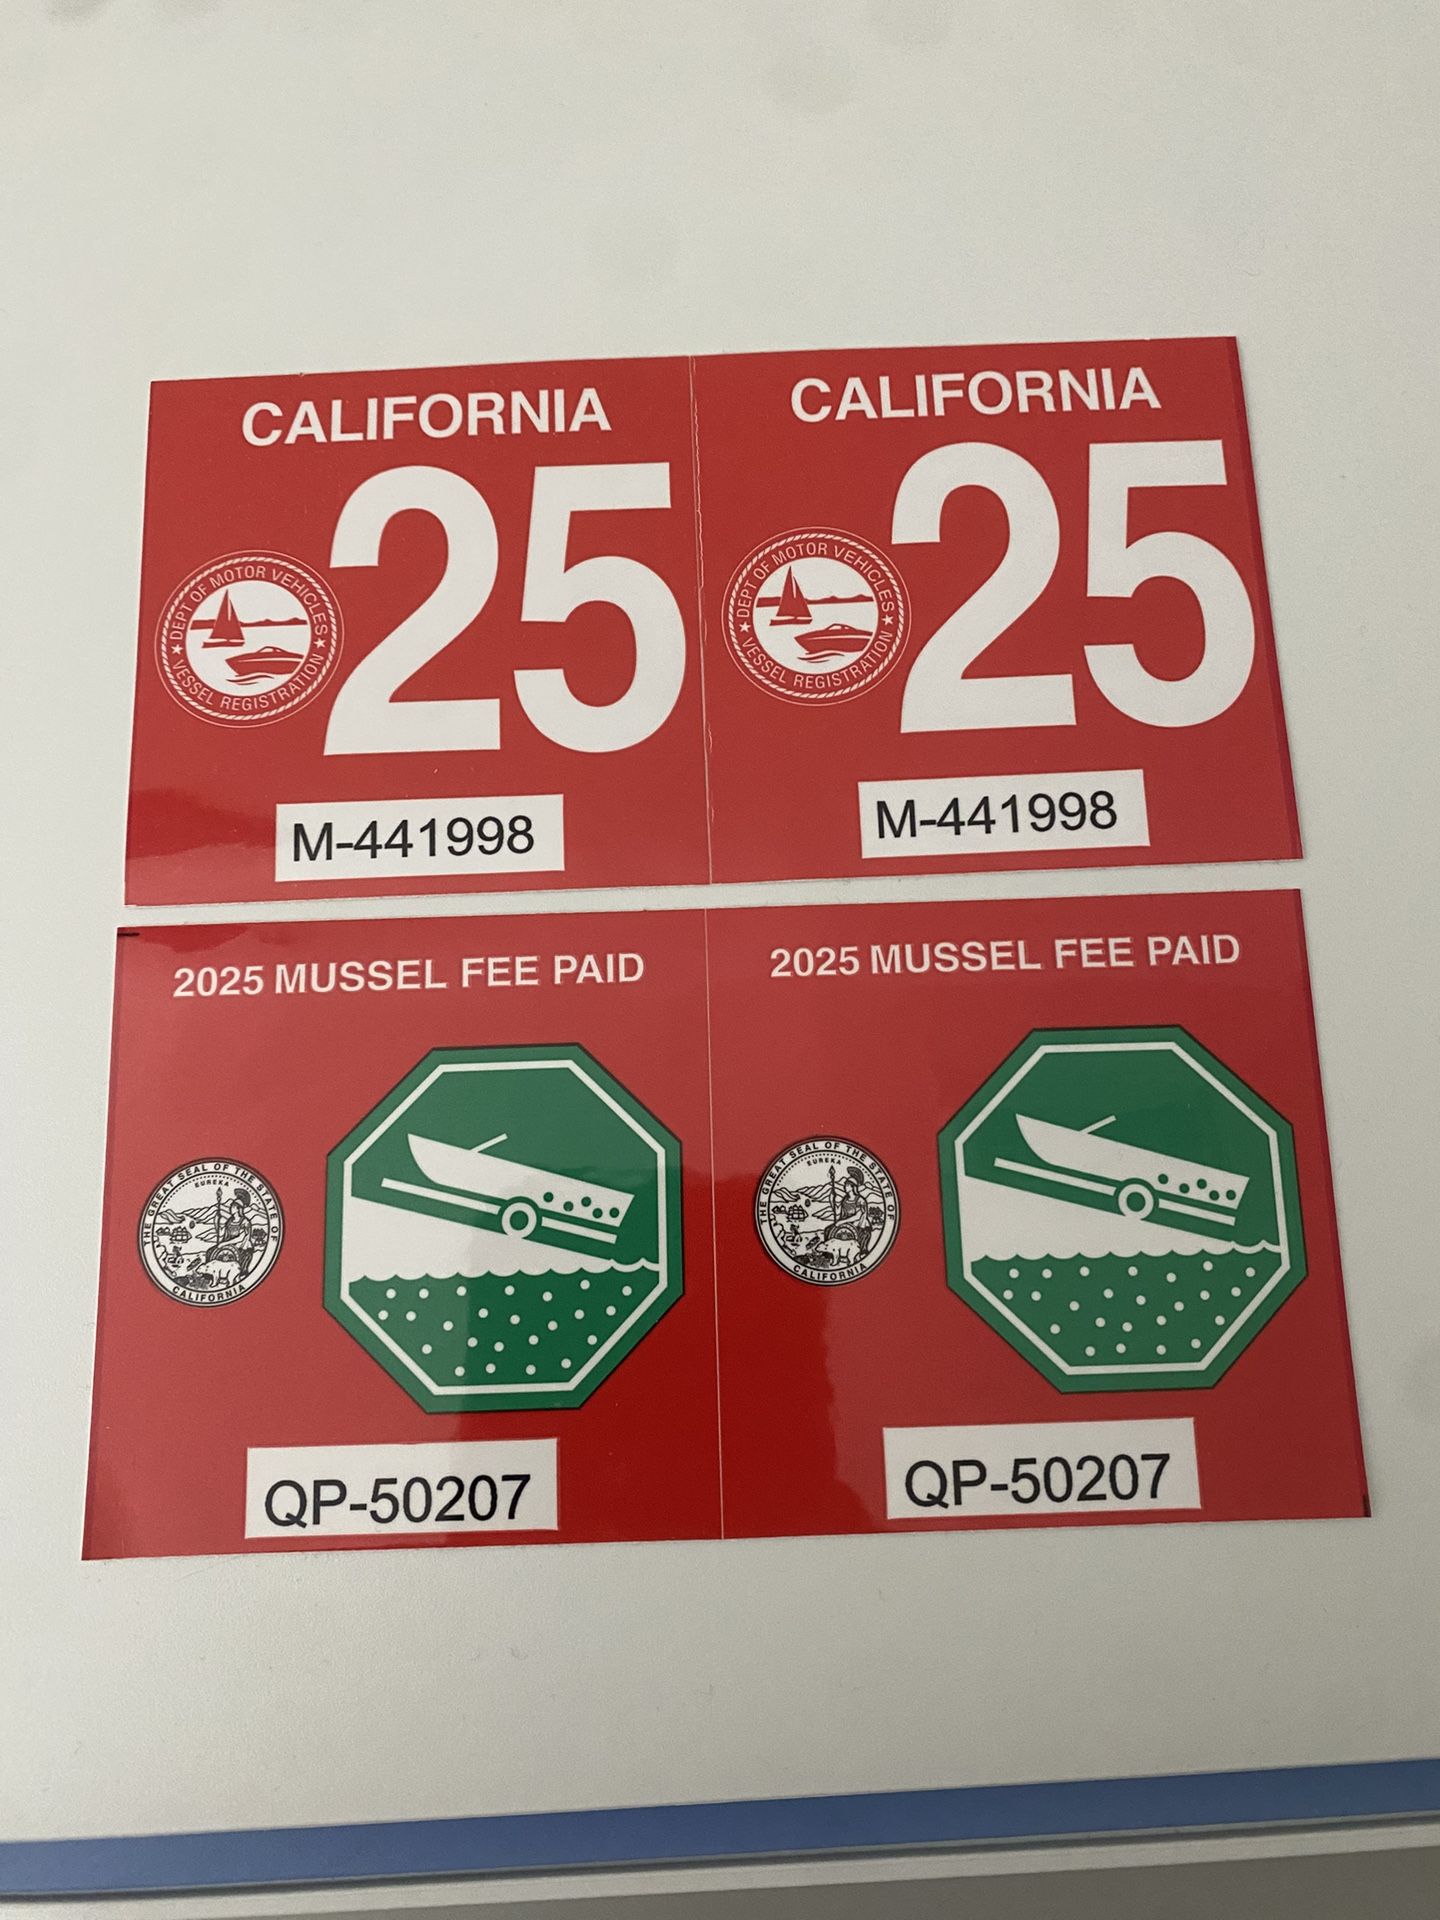 CALIFORNIA
25
DEPT OF MOTOR VEHICLES
★ VESSEL REGISTRATION ★
M-441998
CALIFORNIA
25
DEPT OF MOTOR VEHICLES
★ VESSEL REGISTRATION ★
M-441998
2025 MUSSEL FEE PAID
THE GREAT SEAL OF THE STATE OF CALIFORNIA
EUREKA
QP-50207
2025 MUSSEL FEE PAID
THE GREAT SEAL OF THE STATE OF CALIFORNIA
EUREKA
QP-50207